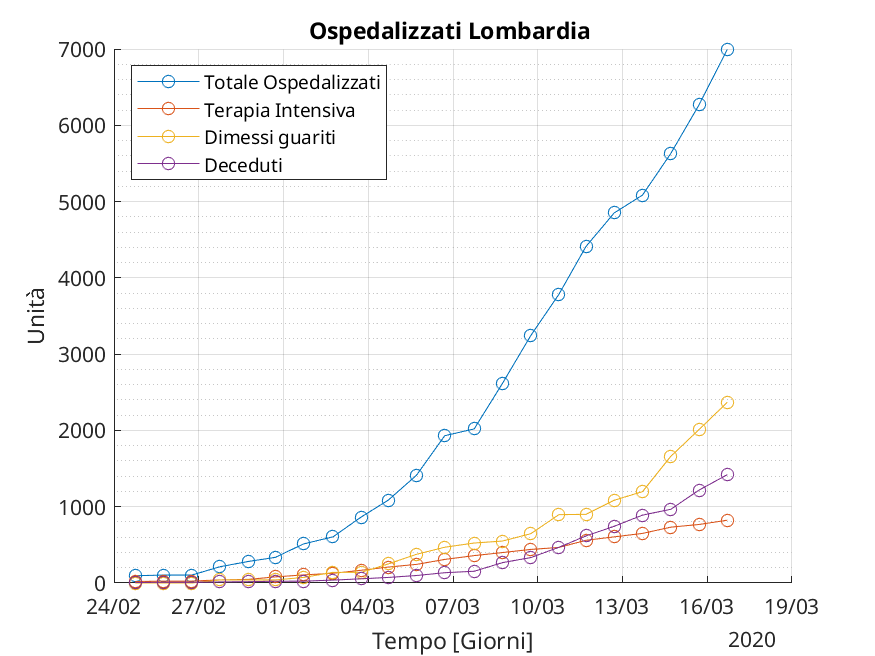 Ospedalizzati Lombardia
7000
6000
5000
4000
3000
2000
1000
0
Unità
Totale Ospedalizzati
Terapia Intensiva
Dimessi guariti
Deceduti
24/02 27/02 01/03 04/03 07/03 10/03 13/03 16/03 19/03
Tempo [Giorni]
2020